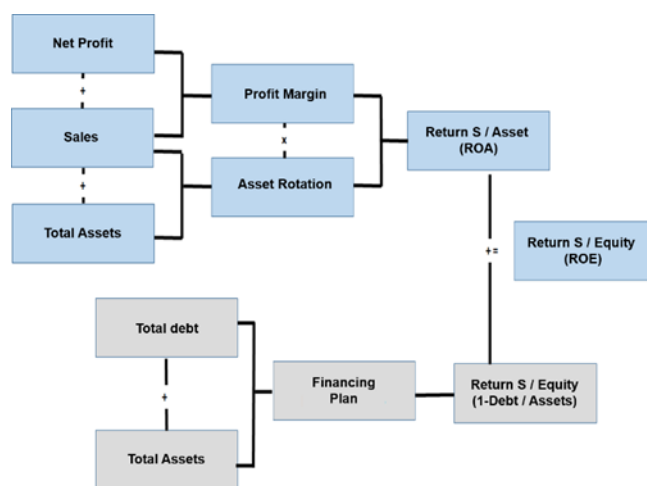 Net Profit
+
Sales
+
Total Assets
Profit Margin
x
Asset Rotation
Return S / Asset
(ROA)
+ =
Return S / Equity
(ROE)
Total debt
+
Total Assets
Financing
Plan
Return S / Equity
(1-Debt / Assets)